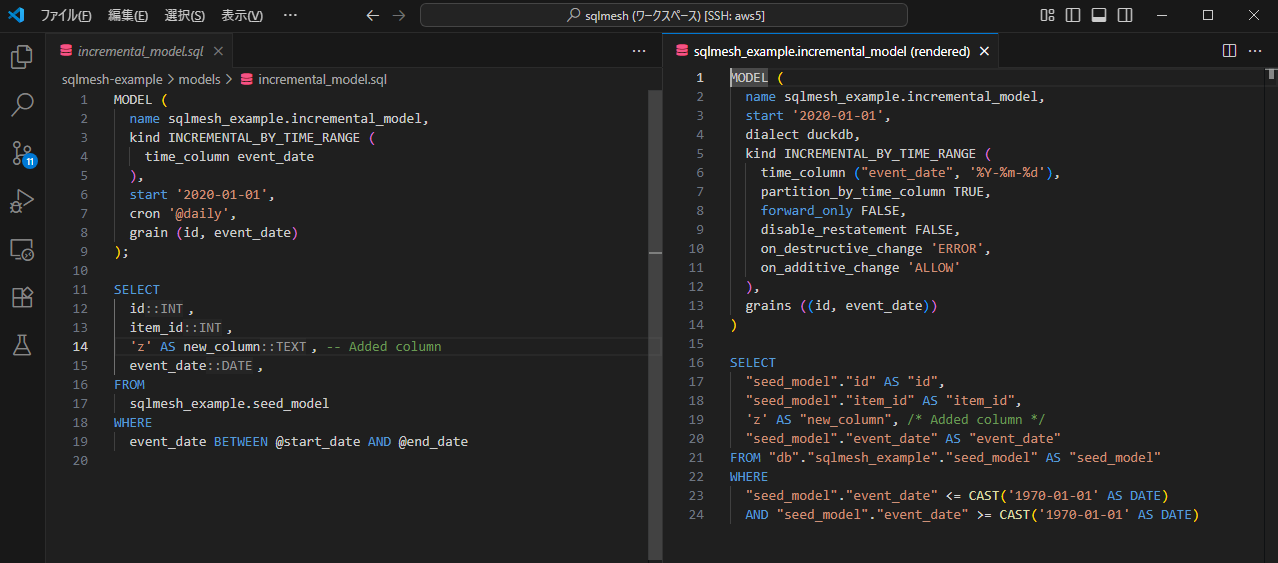 ファイル(F) 編集(E) 選択(S) 表示(V) ··· sqlmesh (ワークスペース) [SSH: aws5]
11
incremental_model.sql
sqlmesh-example > models > incremental_model.sql
1 MODEL (
2 name sqlmesh_example.incremental_model,
3 kind INCREMENTAL_BY_TIME_RANGE (
4 time_column event_date
5 ),
6 start '2020-01-01',
7 cron '@daily',
8 grain (id, event_date)
9 );
10
11 SELECT
12 id::INT,
13 item_id::INT,
14 'z' AS new_column::TEXT, -- Added column
15 event_date::DATE,
16 FROM
17 sqlmesh_example.seed_model
18 WHERE
19 event_date BETWEEN @start_date AND @end_date
20
sqlmesh_example.incremental_model (rendered)
1 MODEL (
2 name sqlmesh_example.incremental_model,
3 start '2020-01-01',
4 dialect duckdb,
5 kind INCREMENTAL_BY_TIME_RANGE (
6 time_column ("event_date", '%Y-%m-%d'),
7 partition_by_time_column TRUE,
8 forward_only FALSE,
9 disable_restatement FALSE,
10 on_destructive_change 'ERROR',
11 on_additive_change 'ALLOW'
12 ),
13 grains ((id, event_date))
14 )
15
16 SELECT
17 "seed_model"."id" AS "id",
18 "seed_model"."item_id" AS "item_id",
19 'z' AS "new_column", /* Added column */
20 "seed_model"."event_date" AS "event_date"
21 FROM "db"."sqlmesh_example"."seed_model" AS "seed_model"
22 WHERE
23 "seed_model"."event_date" <= CAST('1970-01-01' AS DATE)
24 AND "seed_model"."event_date" >= CAST('1970-01-01' AS DATE)